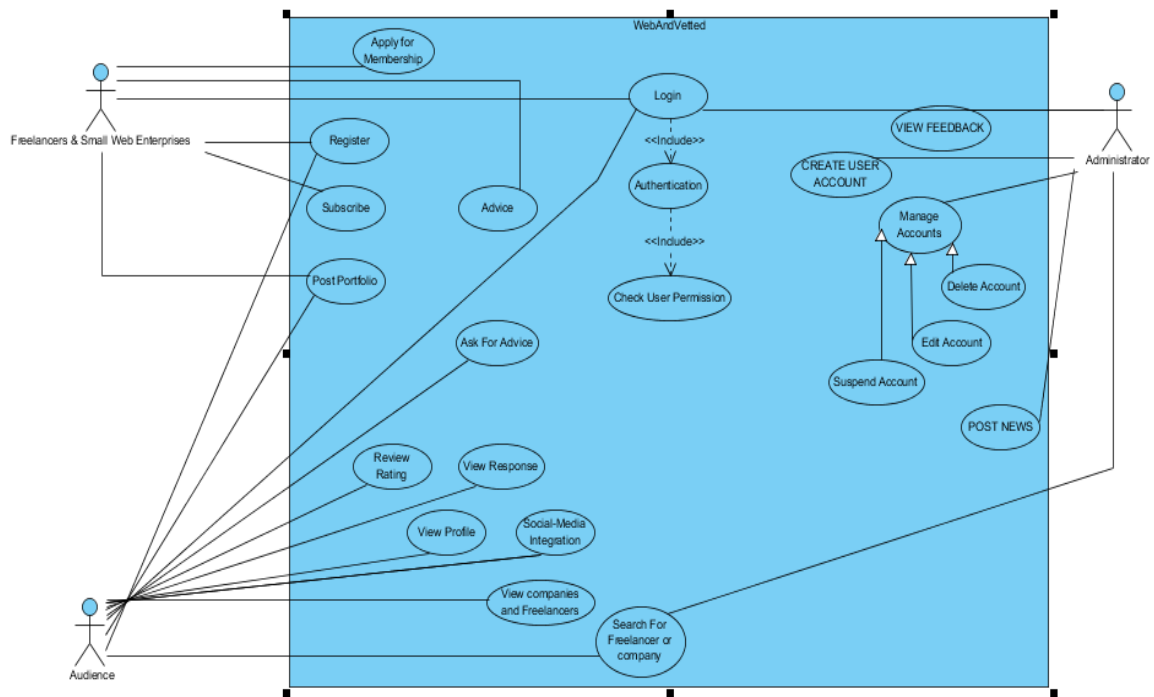 WebAndVetted
Apply for
Membership
Login
VIEW FEEDBACK
Freelancers & Small Web Enterprises
Register
<<Include>>
Administrator
CREATE USER
ACCOUNT
Authentication
Subscribe
Advice
Manage
Accounts
<<Include>>
Post Portfolio
Check User Permission
Delete Account
Ask For Advice
Edit Account
Suspend Account
POST NEWS
Review
Rating
View Response
View Profile
Social-Media
Integration
View companies
and Freelancers
Search For
Freelancer or
company
Audience